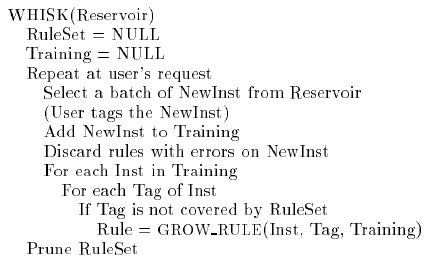 WHISK(Reservoir)
RuleSet = NULL
Training = NULL
Repeat at user's request
Select a batch of NewInst from Reservoir
(User tags the NewInst)
Add NewInst to Training
Discard rules with errors on NewInst
For each Inst in Training
For each Tag of Inst
If Tag is not covered by RuleSet
Rule = GROW_RULE(Inst, Tag, Training)
Prune RuleSet